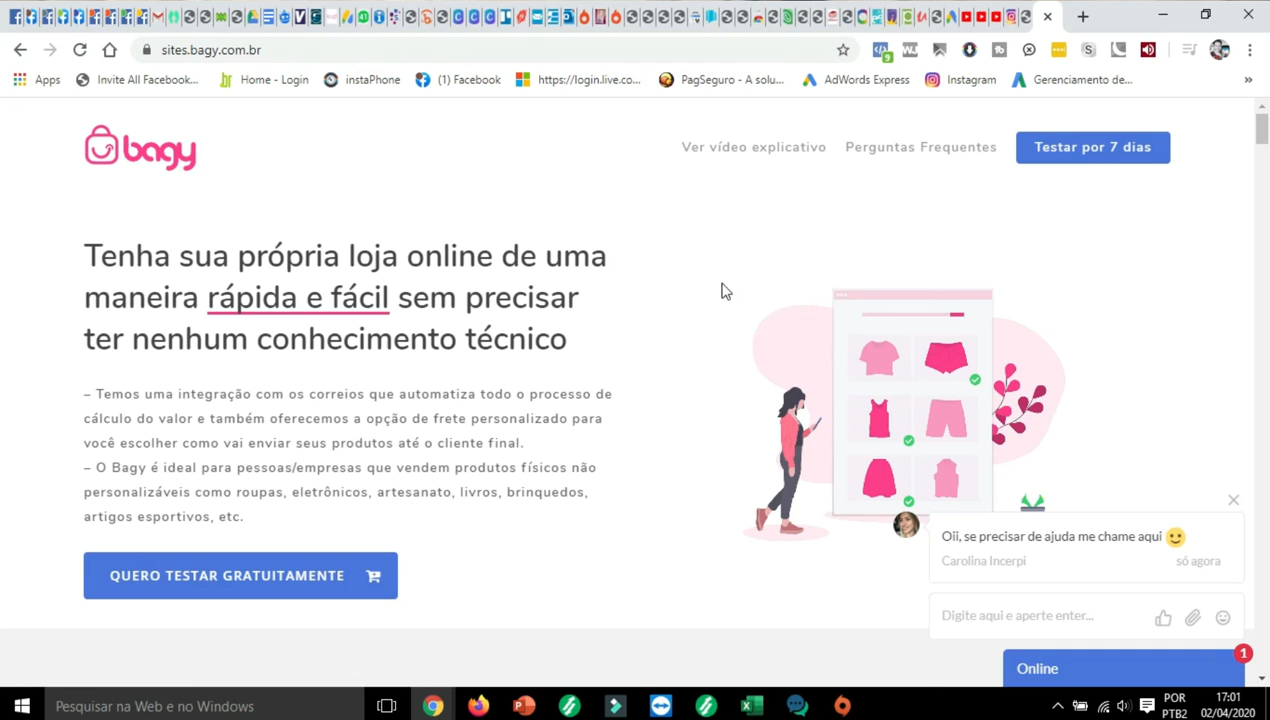 sites.bagy.com.br
9
Apps
Invite All Facebook...
Home - Login
instaPhone
(1) Facebook
https://login.live.co...
PagSeguro - A solu...
AdWords Express
Instagram
Gerenciamento de...
»
bagy
Ver vídeo explicativo
Perguntas Frequentes
Testar por 7 dias
Tenha sua própria loja online de uma
maneira rápida e fácil sem precisar
ter nenhum conhecimento técnico
– Temos uma integração com os correios que automatiza todo o processo de
cálculo do valor e também oferecemos a opção de frete personalizado para
você escolher como vai enviar seus produtos até o cliente final.
– O Bagy é ideal para pessoas/empresas que vendem produtos físicos não
personalizáveis como roupas, eletrônicos, artesanato, livros, brinquedos,
artigos esportivos, etc.
QUERO TESTAR GRATUITAMENTE
Oii, se precisar de ajuda me chame aqui 🙂
Carolina Incerpi
só agora
Digite aqui e aperte enter...
Online
1
Pesquisar na Web e no Windows
POR
PTB2
17:01
02/04/2020